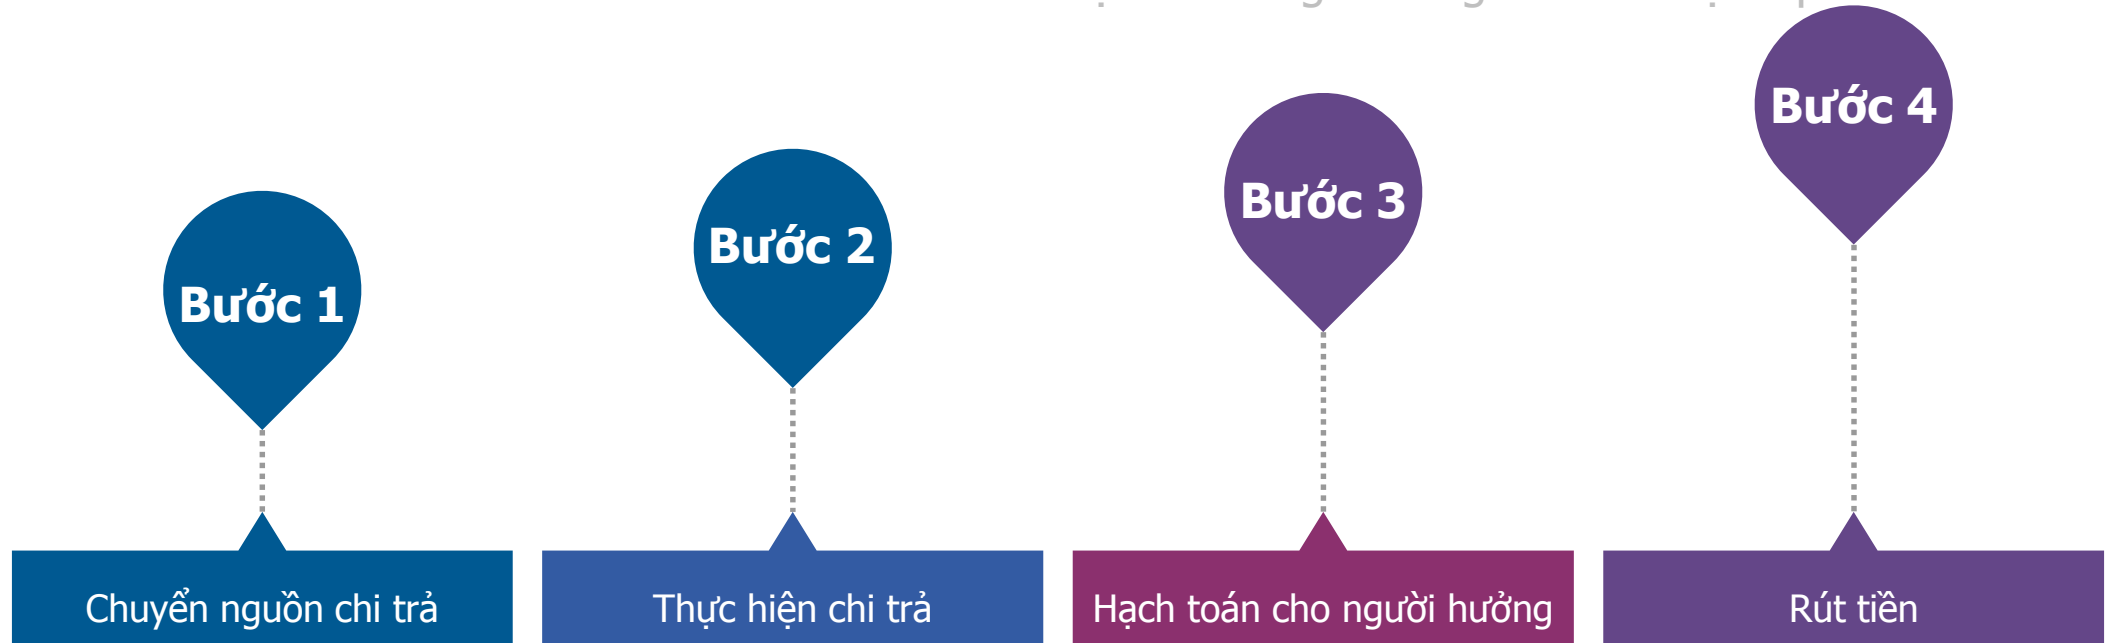 Bước 4
Bước 3
Bước 2
Bước 1
Chuyển nguồn chi trả
Thực hiện chi trả
Hạch toán cho người hưởng
Rút tiền